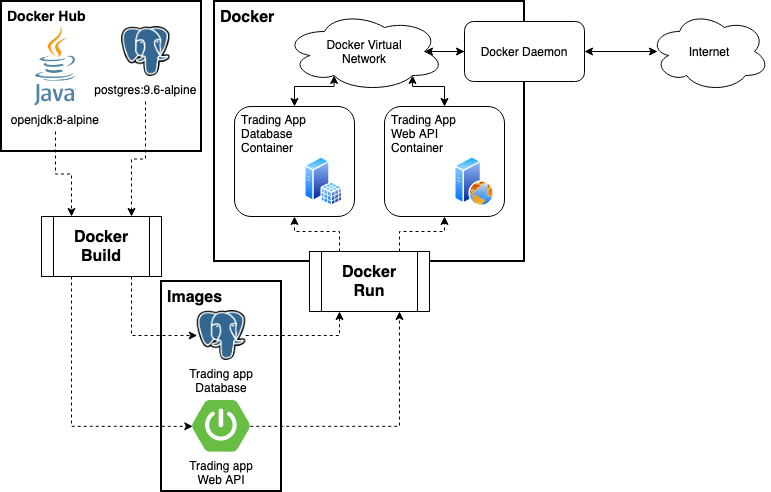 Docker Hub
Java
openjdk:8-alpine
postgres:9.6-alpine
Docker
Docker Virtual
Network
Docker Daemon
Internet
Trading App
Database
Container
Trading App
Web API
Container
Docker
Build
Docker
Run
Images
Trading app
Database
Trading app
Web API